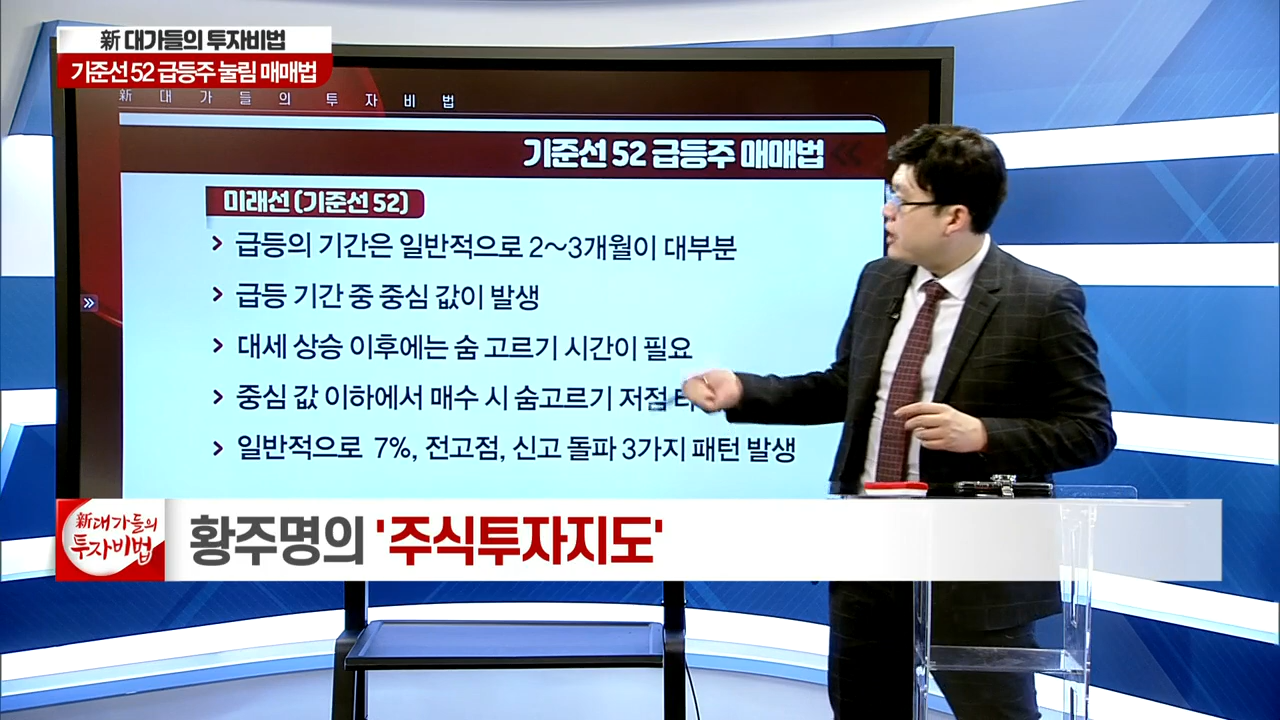 新 대가들의 투자비법
기준선 52 급등주 눌림 매매법
新 대가들의 투자비법
기준선 52 급등주 매매법
미래선 (기준선 52)
급등의 기간은 일반적으로 2~3개월이 대부분
급등 기간 중 중심 값이 발생
대세 상승 이후에는 숨 고르기 시간이 필요
중심 값 이하에서 매수 시 숨고르기 저점
일반적으로 7%, 전고점, 신고 돌파 3가지 패턴 발생
新 대가들의
투자비법
황주명의 '주식투자지도'